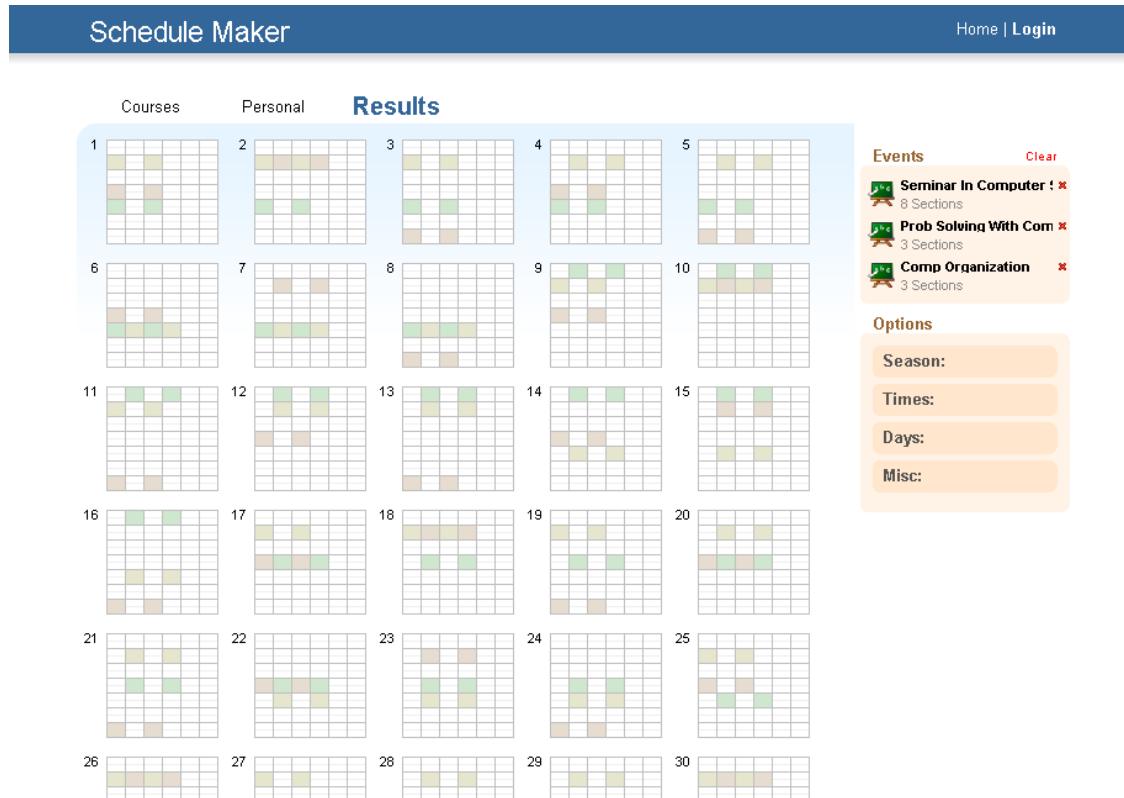 Schedule Maker
Home | Login
Courses Personal Results
1 2 3 4 5
Events Clear
Seminar In Computer
8 Sections
Prob Solving With Com
3 Sections
Comp Organization
3 Sections
6 7 8 9 10
Options
Season:
11 12 13 14 15
Times:
Days:
Misc:
16 17 18 19 20
21 22 23 24 25
26 27 28 29 30